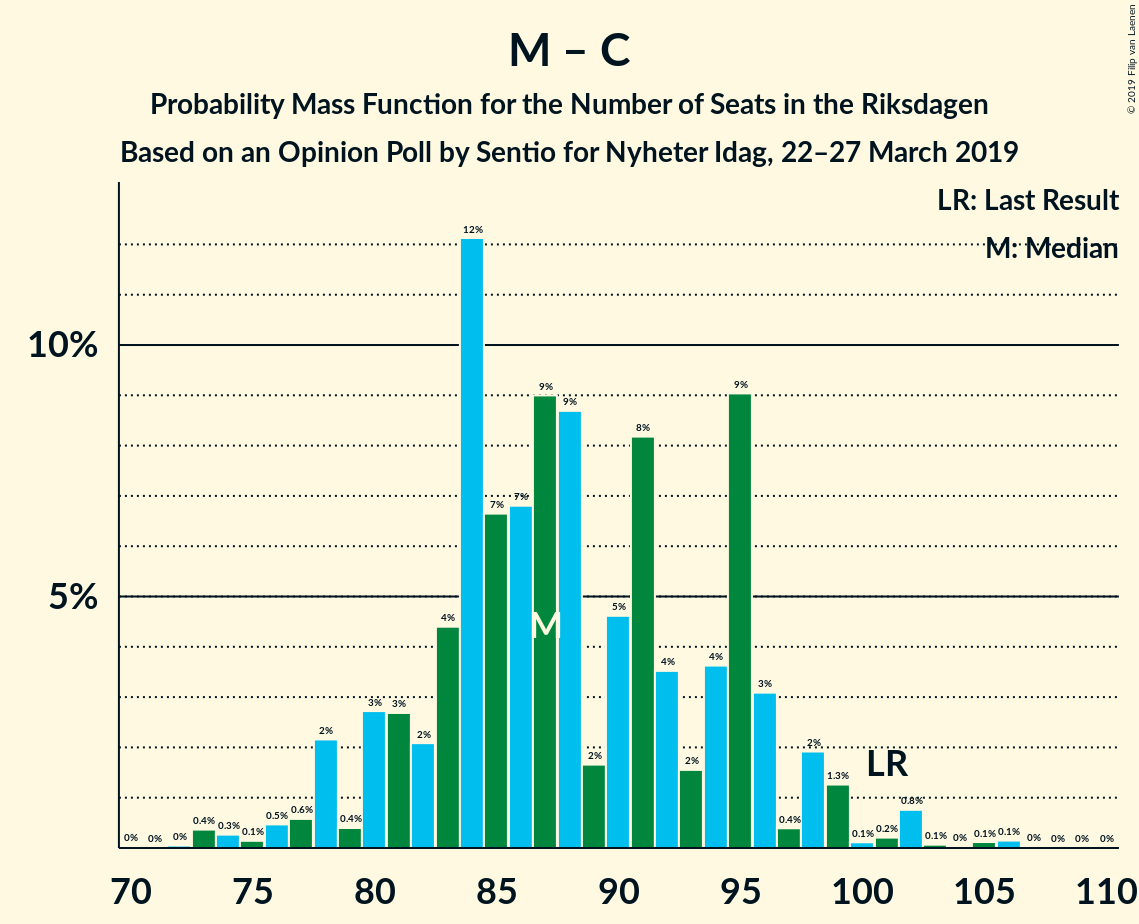 M – C
Probability Mass Function for the Number of Seats in the Riksdagen
Based on an Opinion Poll by Sentio for Nyheter Idag, 22–27 March 2019
© 2019 Filip van Laenen
LR: Last Result
M: Median
10%
5%
0% 0% 0% 0.4% 0.3% 0.1% 0.5% 0.6% 2% 0.4% 3% 3% 2% 4% 12% 7% 7% 9% 9% 2% 5% 8% 4% 2% 4% 9% 3% 0.4% 2% 1.3% 0.1% 0.2% 0.8% 0.1% 0% 0.1% 0.1% 0% 0% 0% 0%
M
LR
70 75 80 85 90 95 100 105 110